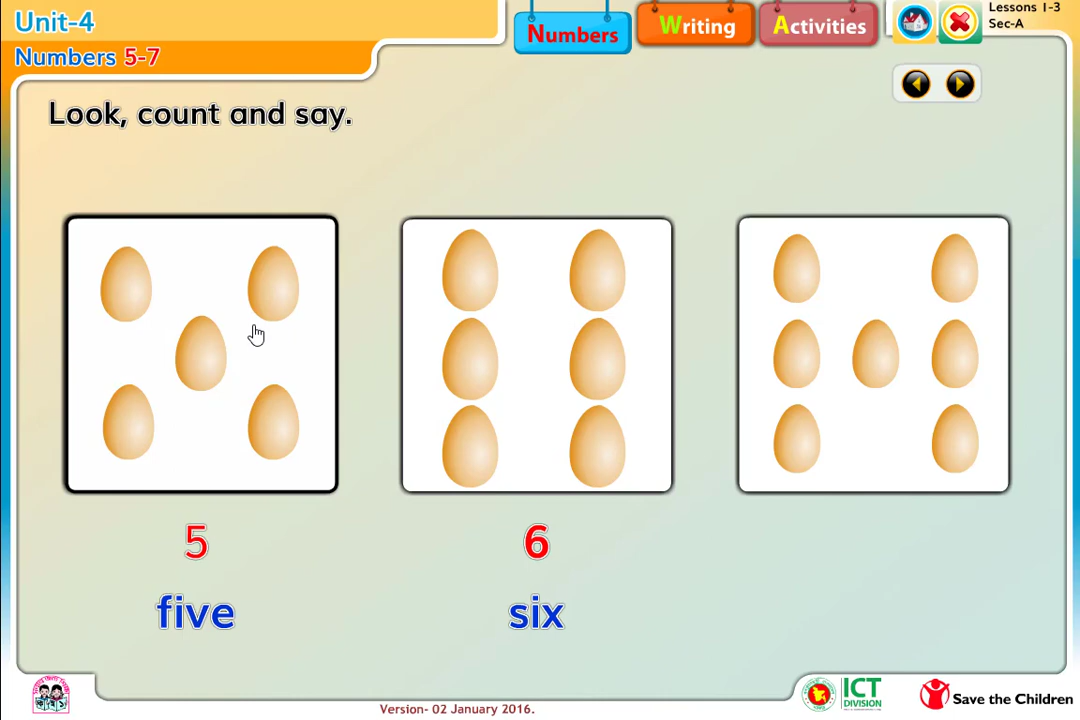 Unit-4
Numbers 5-7
Numbers
Writing
Activities
Lessons 1-3
Sec-A
Look, count and say.
5
6
five
six
Version- 02 January 2016.
ICT
DIVISION
Save the Children